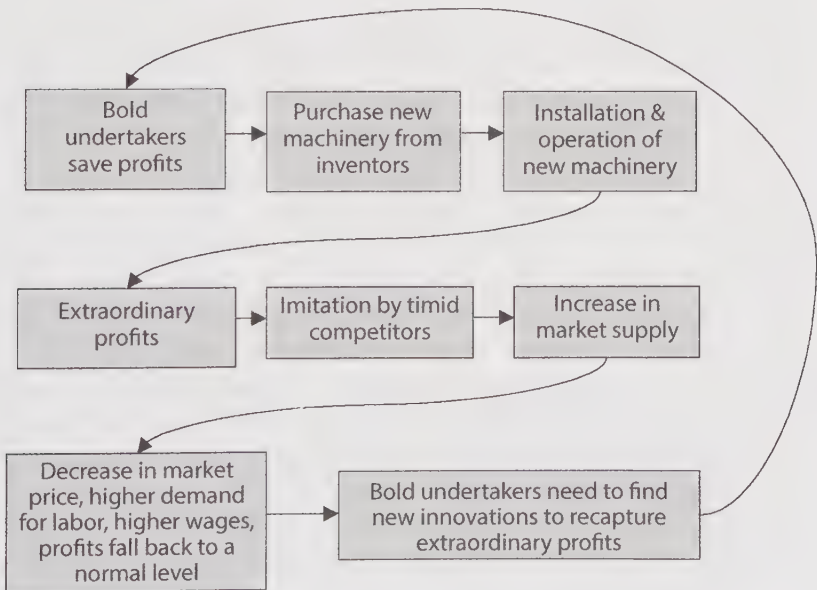 Bold
undertakers
save profits
Purchase new
machinery from
inventors
Installation &
operation of
new machinery
Extraordinary
profits
Imitation by timid
competitors
Increase in
market supply
Decrease in market
price, higher demand
for labor, higher wages,
profits fall back to a
normal level
Bold undertakers need to find
new innovations to recapture
extraordinary profits